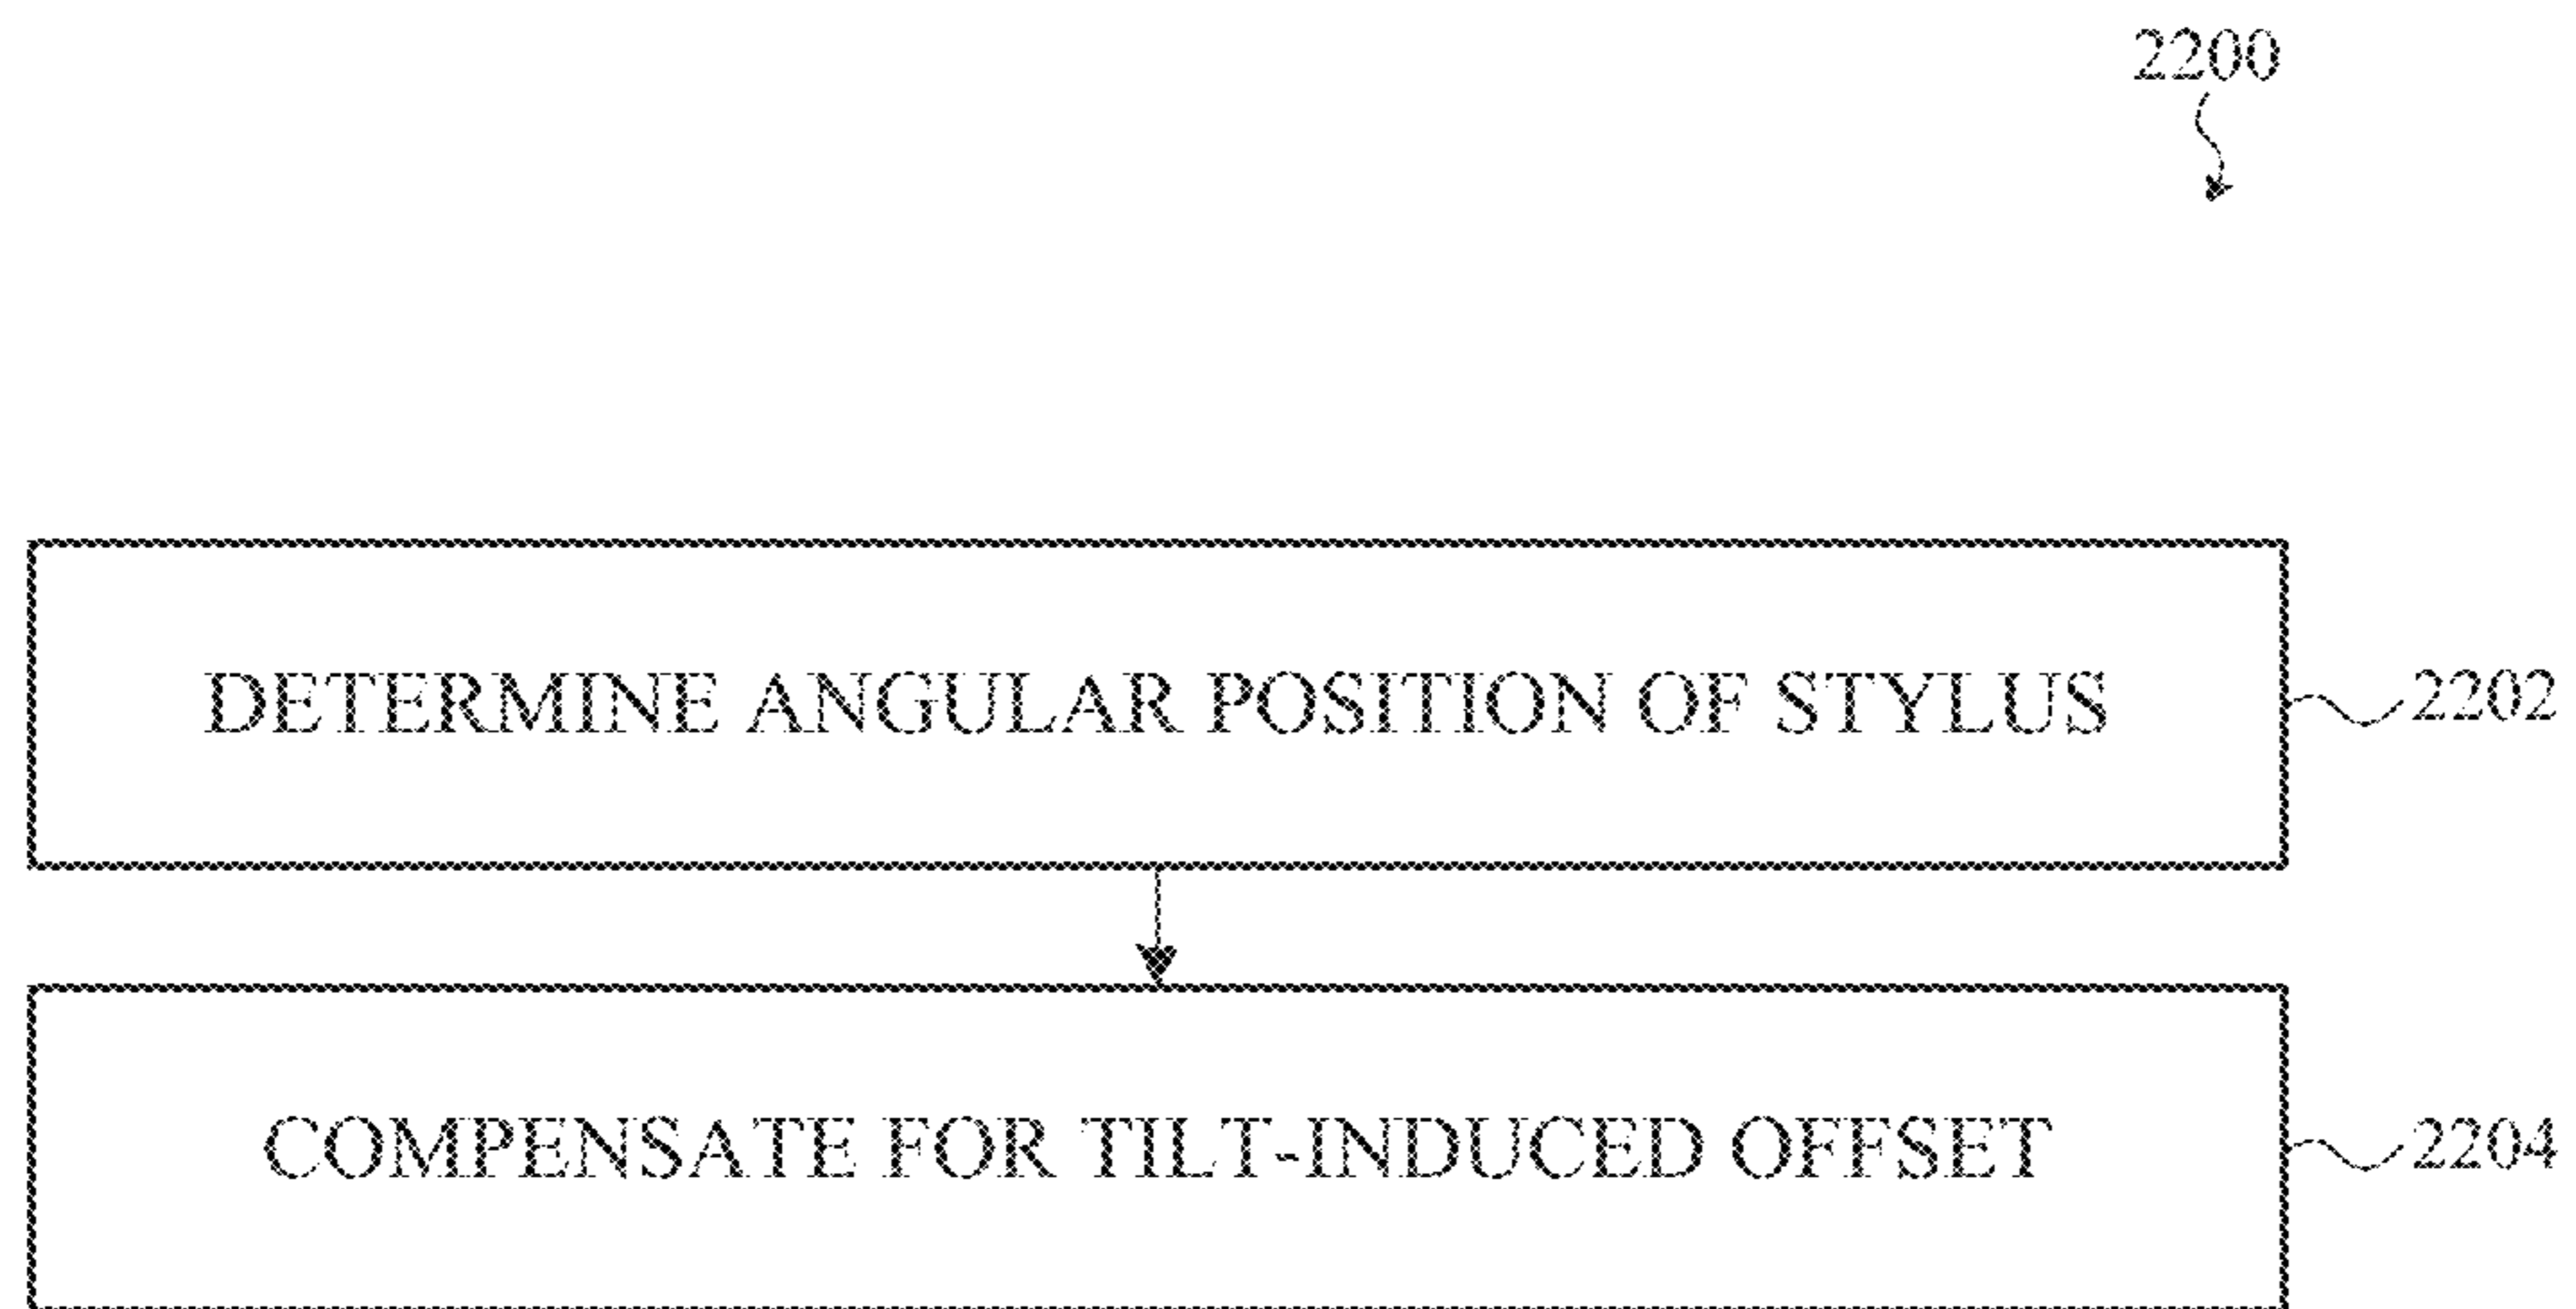 2200
DETERMINE ANGULAR POSITION OF STYLUS
2202
COMPENSATE FOR TILT-INDUCED OFFSET
2204